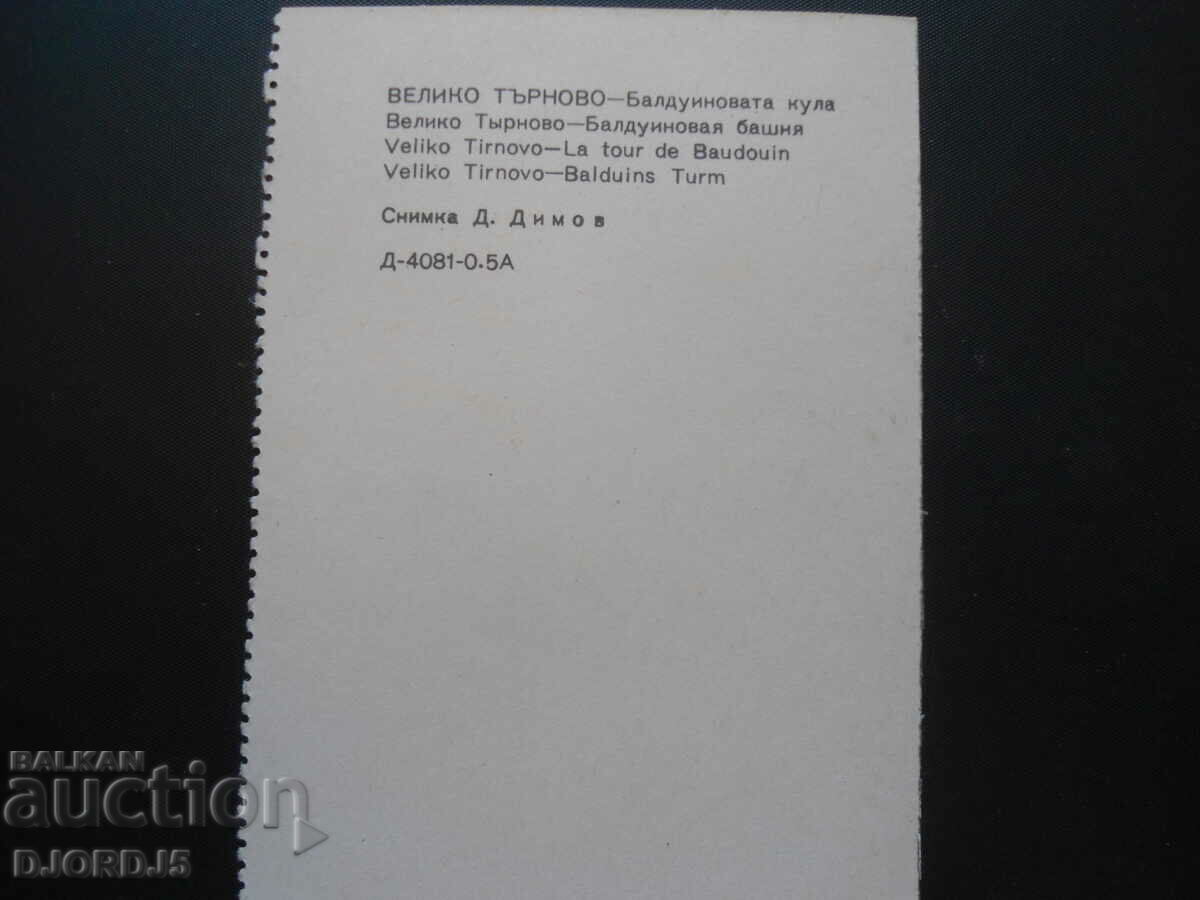 ВЕЛИКО ТЪРНОВО—Балдуиновата кула
Велико Тырново—Балдуиновая башня
Veliko Tirnovo—La tour de Baudouin
Veliko Tirnovo—Balduins Turm
Снимка Д. Димов
Д-4081-0.5А
BALKAN
auction
DJORDJ5